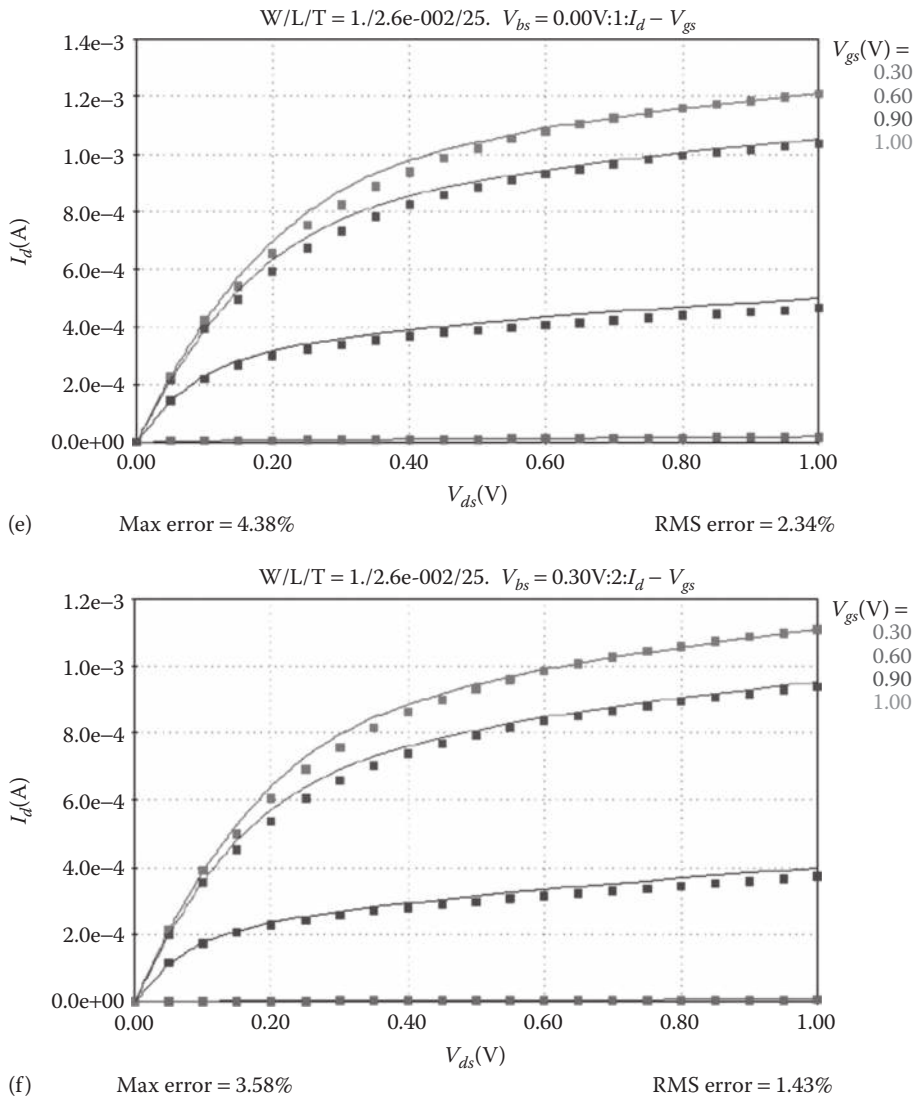 W/L/T = 1./2.6e-002/25. V_bs = 0.00V:1:I_d – V_gs
1.4e–3
1.2e–3
1.0e–3
8.0e–4
6.0e–4
4.0e–4
2.0e–4
0.0e+00
I_d(A)
0.00 0.20 0.40 0.60 0.80 1.00
V_ds(V)
V_gs(V) =
0.30
0.60
0.90
1.00
(e) Max error = 4.38% RMS error = 2.34%
W/L/T = 1./2.6e-002/25. V_bs = 0.30V:2:I_d – V_gs
1.2e–3
1.0e–3
8.0e–4
6.0e–4
4.0e–4
2.0e–4
0.0e+00
I_d(A)
0.00 0.20 0.40 0.60 0.80 1.00
V_ds(V)
V_gs(V) =
0.30
0.60
0.90
1.00
(f) Max error = 3.58% RMS error = 1.43%